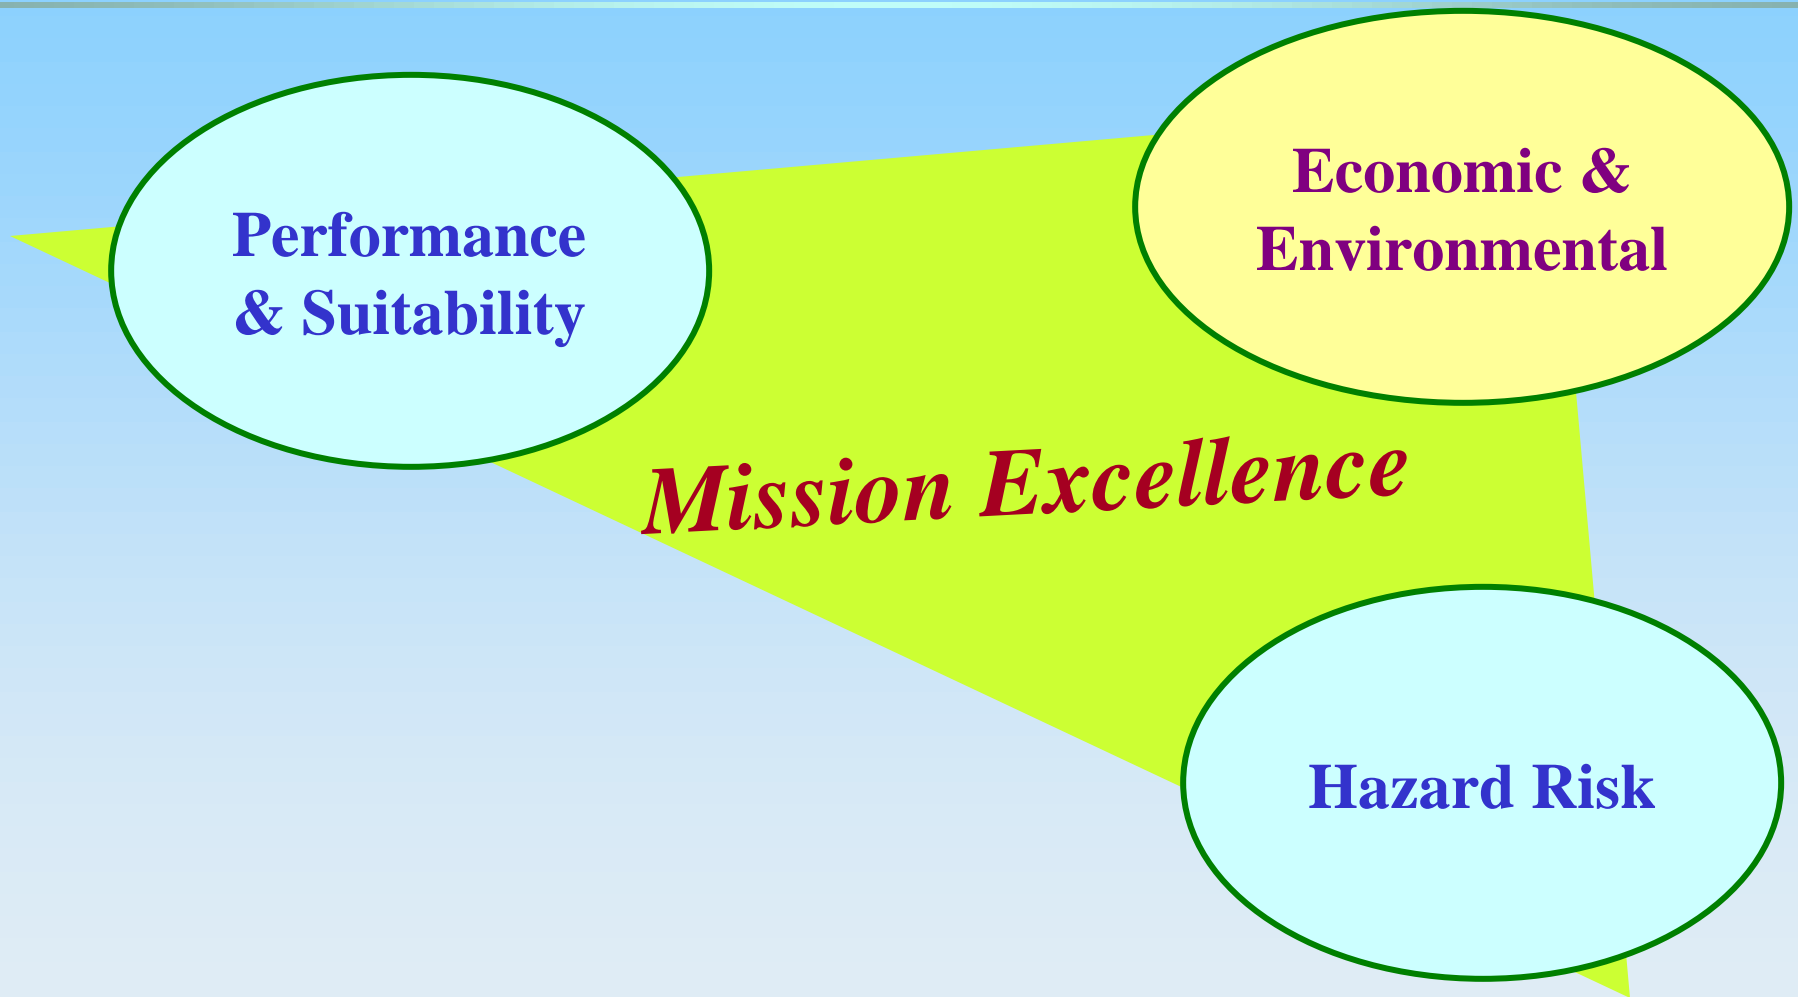 Performance
& Suitability
Economic &
Environmental
Mission Excellence
Hazard Risk